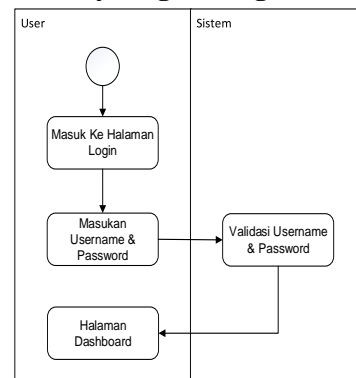 User
Sistem
Masuk Ke Halaman
Login
Masukan
Username &
Password
Validasi Username
& Password
Halaman
Dashboard